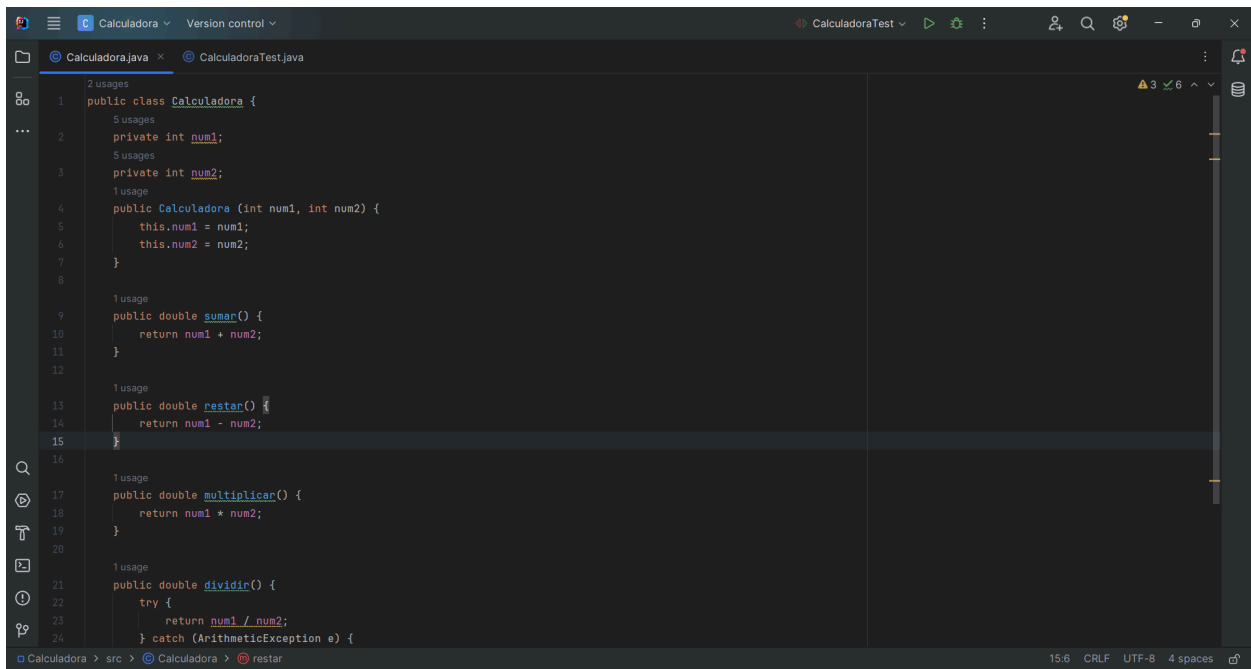 C Calculadora Version control CalculadoraTest
Calculadora.java CalculadoraTest.java
2 usages 3 6
1 public class Calculadora {
5 usages
2 private int num1;
5 usages
3 private int num2;
1 usage
4 public Calculadora (int num1, int num2) {
5 this.num1 = num1;
6 this.num2 = num2;
7 }
8
1 usage
9 public double sumar() {
10 return num1 + num2;
11 }
12
1 usage
13 public double restar() {
14 return num1 - num2;
15 }
16
1 usage
17 public double multiplicar() {
18 return num1 * num2;
19 }
20
1 usage
21 public double dividir() {
22 try {
23 return num1 / num2;
24 } catch (ArithmeticException e) {
Calculadora > src > Calculadora > restar 15:6 CRLF UTF-8 4 spaces